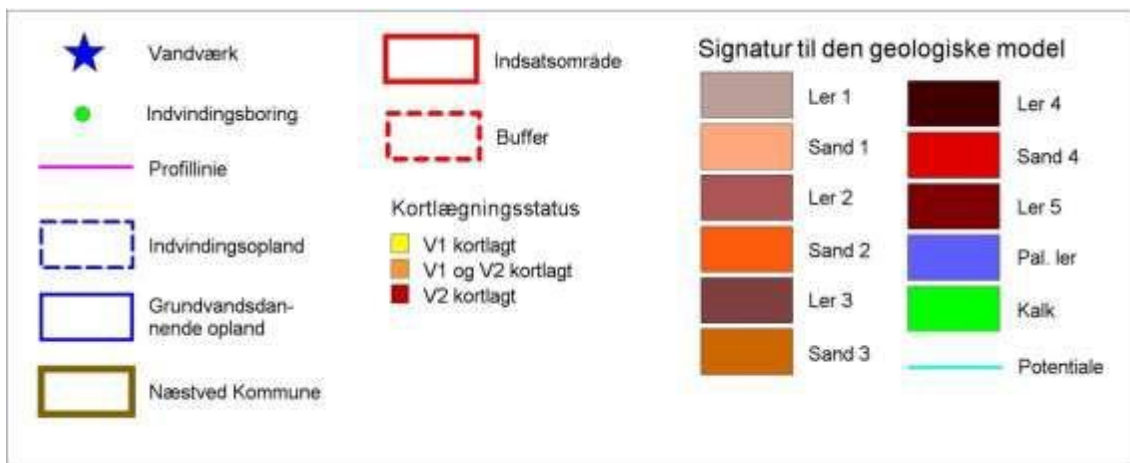 Vandværk
Indvindingsboring
Profillinie
Indvindingsopland
Grundvandsdan-
nende opland
Næstved Kommune
Indsatsområde
Buffer
Kortlægningsstatus
V1 kortlagt
V1 og V2 kortlagt
V2 kortlagt
Signatur til den geologiske model
Ler 1
Sand 1
Ler 2
Sand 2
Ler 3
Sand 3
Ler 4
Sand 4
Ler 5
Pal. ler
Kalk
Potentiale